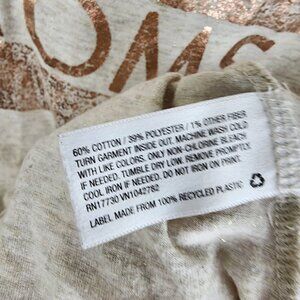 OMS
60% COTTON / 39% POLYESTER / 1% OTHER FIBER
TURN GARMENT INSIDE OUT. MACHINE WASH COLD
WITH LIKE COLORS. ONLY NON-CHLORINE BLEACH
IF NEEDED. TUMBLE DRY LOW. REMOVE PROMPTLY.
COOL IRON IF NEEDED. DO NOT IRON ON PRINT.
RN17730 VN1042782
LABEL MADE FROM 100% RECYCLED PLASTIC